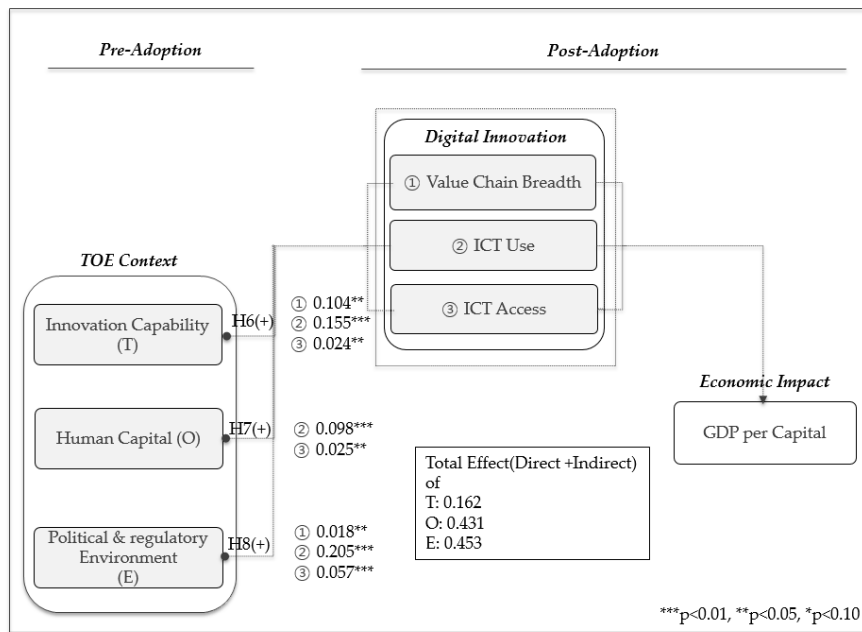 Pre-Adoption
Post-Adoption
Digital Innovation
① Value Chain Breadth
② ICT Use
③ ICT Access
TOE Context
Innovation Capability
(T)
H6(+)
① 0.104**
② 0.155***
③ 0.024**
Human Capital (O)
H7(+)
② 0.098***
③ 0.025**
Political & regulatory
Environment
(E)
H8(+)
① 0.018**
② 0.205***
③ 0.057***
Economic Impact
GDP per Capital
Total Effect(Direct +Indirect)
of
T: 0.162
O: 0.431
E: 0.453
***p<0.01, **p<0.05, *p<0.10